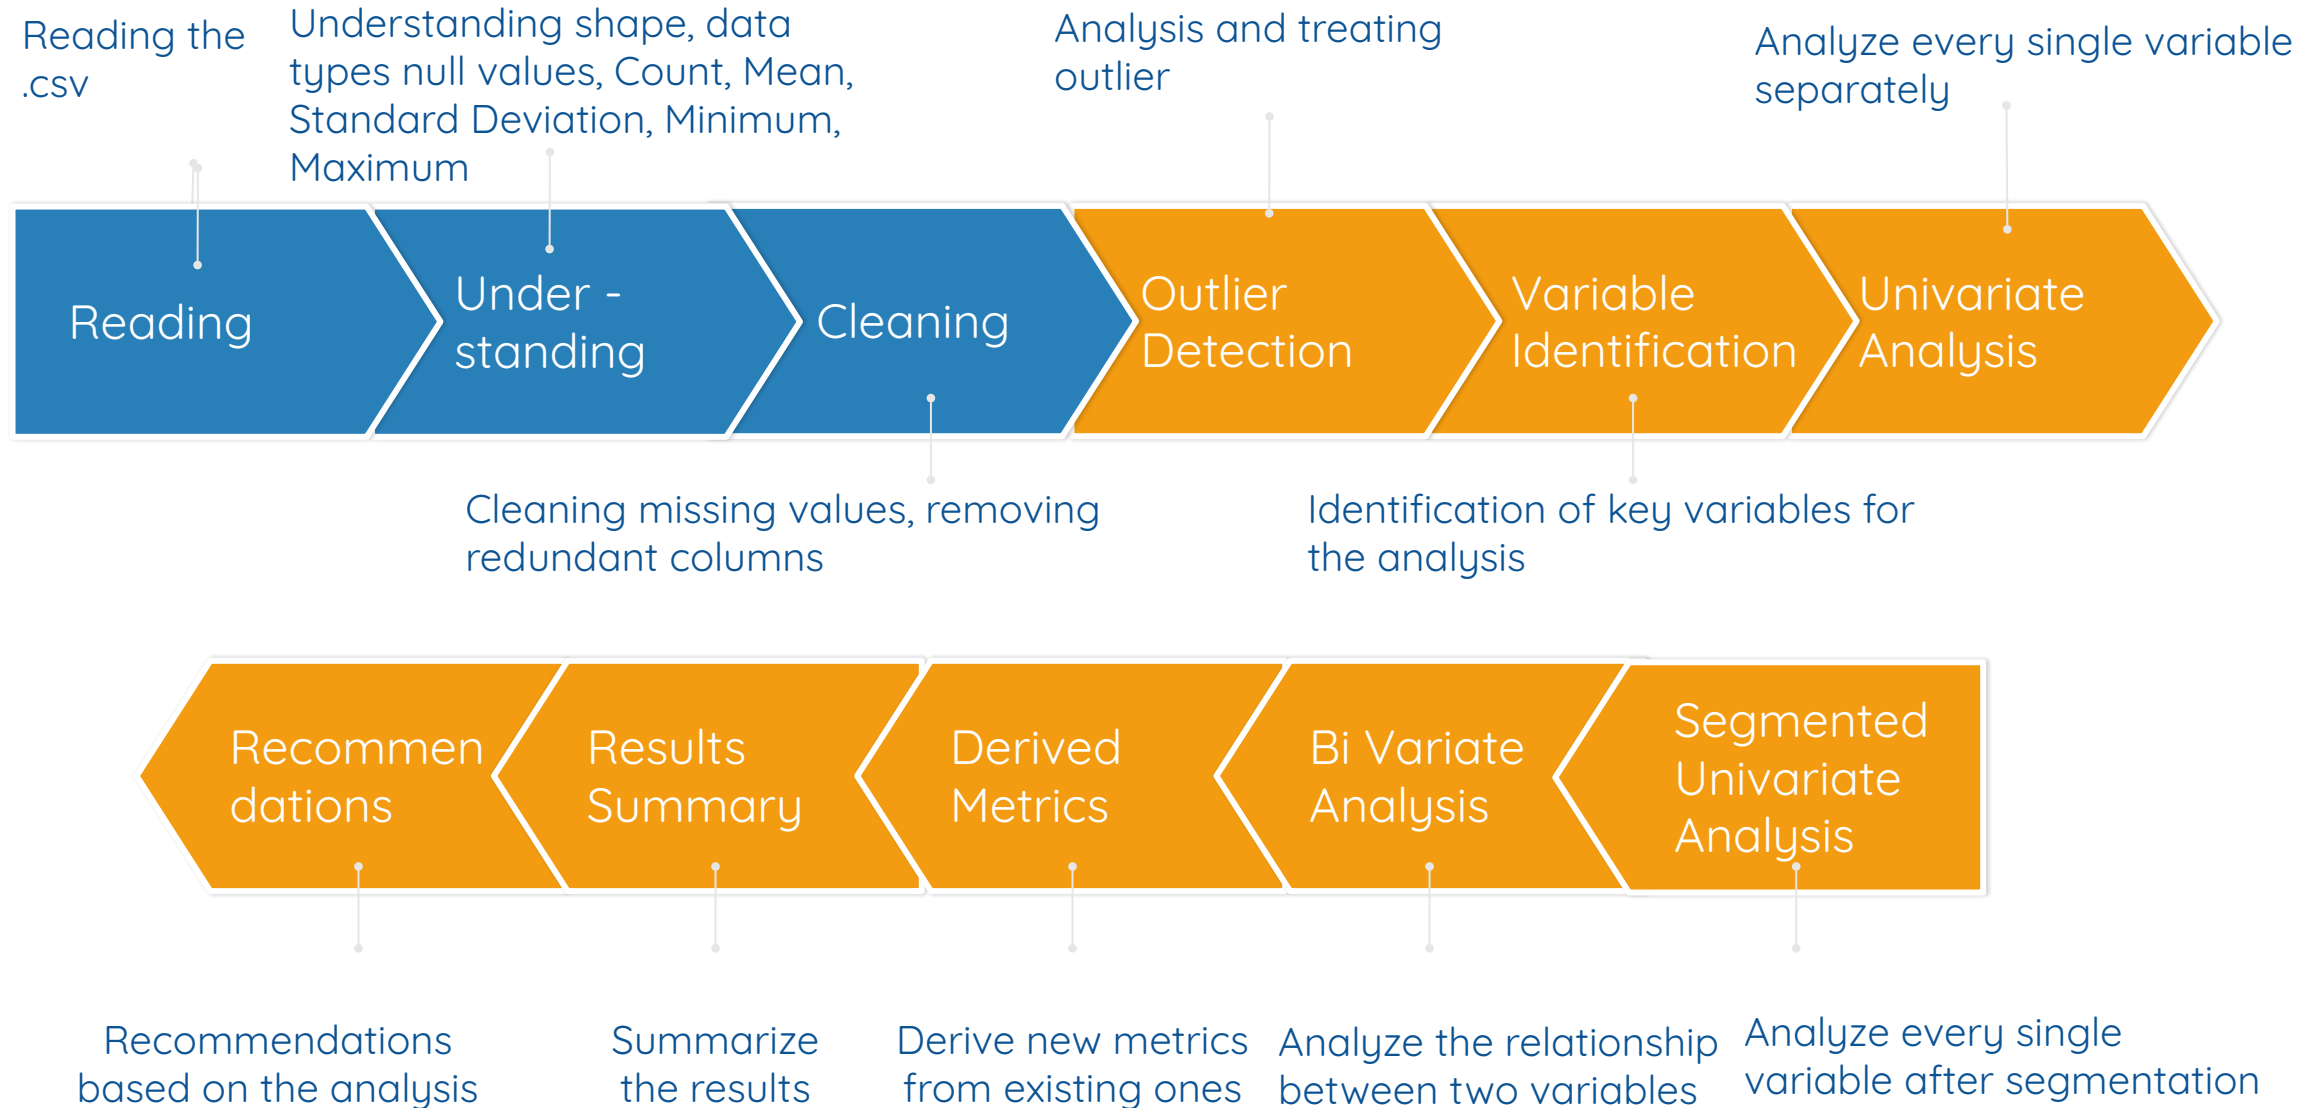 Reading the
.csv
Understanding shape, data
types null values, Count, Mean,
Standard Deviation, Minimum,
Maximum
Analysis and treating
outlier
Analyze every single variable
separately
Reading
Under -
standing
Cleaning
Outlier
Detection
Variable
Identification
Univariate
Analysis
Cleaning missing values, removing
redundant columns
Identification of key variables for
the analysis
Recommen
dations
Results
Summary
Derived
Metrics
Bi Variate
Analysis
Segmented
Univariate
Analysis
Recommendations
based on the analysis
Summarize
the results
Derive new metrics
from existing ones
Analyze the relationship
between two variables
Analyze every single
variable after segmentation